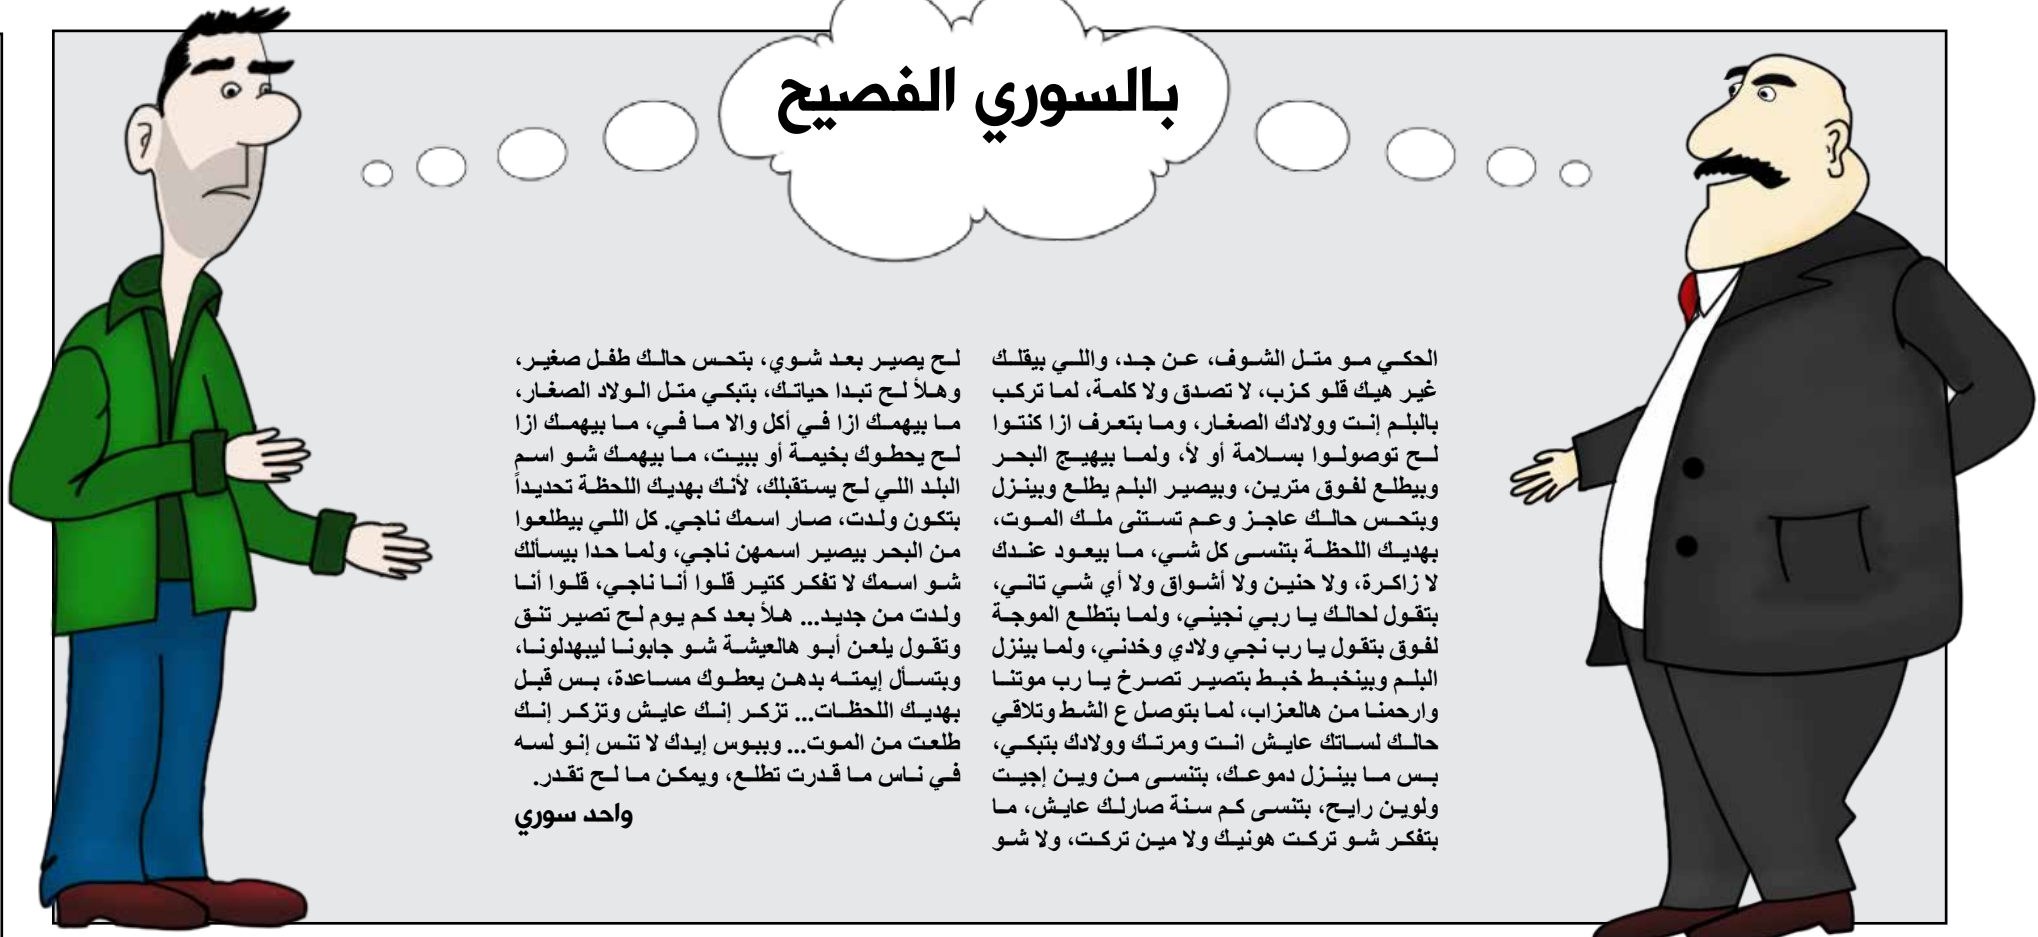 بالسوري الفصيح
الحكي مو متل الشوف، عن جد، واللي بيقلك
غير هيك قلو كزب، لا تصدق ولا كلمة، لما تركب
بالبلم إنت وولادك الصغار، وما بتعرف ازا كنتوا
لح توصلوا بسلامة أو لأ، ولما بيهيج البحر
وبيطلع لفوق مترين، وبيصير البلم يطلع وبينزل
وبتحس حالك عاجز وعم تستنى ملك الموت،
بهديك اللحظة بتنسى كل شي، ما بيعود عندك
لا زاكرة، ولا حنين ولا أشواق ولا أي شي تاني،
بتقول لحالك يا ربي نجيني، ولما بتطلع الموجة
لفوق بتقول يا رب نجي ولادي وخدني، ولما بينزل
البلم وبينخبط خبط بتصير تصرخ يا رب موتنا
وارحمنا من هالعزاب، لما بتوصل ع الشط وتلاقي
حالك لساتك عايش انت ومرتك وولادك بتبكي،
بس ما بينزل دموعك، بتنسى من وين إجيت
ولوين رايح، بتنسى كم سنة صارلك عايش، ما
بتفكر شو تركت هونيك ولا مين تركت، ولا شو
لح يصير بعد شوي، بتحس حالك طفل صغير،
وهلأ لح تبدا حياتك، بتبكي متل الولاد الصغار،
ما بيهمك ازا في أكل والا ما في، ما بيهمك ازا
لح يحطوك بخيمة أو ببيت، ما بيهمك شو اسم
البلد اللي لح يستقبلك، لأنك بهديك اللحظة تحديداً
بتكون ولدت، صار اسمك ناجي. كل اللي بيطلعوا
من البحر بيصير اسمهن ناجي، ولما حدا بيسألك
شو اسمك لا تفكر كتير قلوا أنا ناجي، قلوا أنا
ولدت من جديد... هلأ بعد كم يوم لح تصير تنق
وتقول يلعن أبو هالعيشة شو جابونا ليبهدلونا،
وبتسأل إيمته بدهن يعطوك مساعدة، بس قبل
بهديك اللحظات... تزكر إنك عايش وتزكر إنك
طلعت من الموت... وببوس إيدك لا تنس إنو لسه
في ناس ما قدرت تطلع، ويمكن ما لح تقدر.
واحد سوري